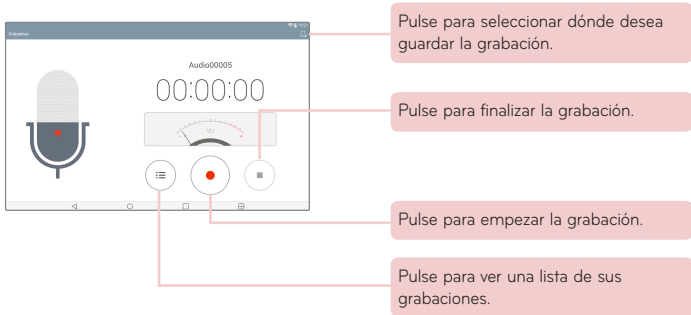 Grabadora
Pulse para seleccionar dónde desea
guardar la grabación.
Audio00005
00:00:00
VU
Pulse para finalizar la grabación.
Pulse para empezar la grabación.
Pulse para ver una lista de sus
grabaciones.